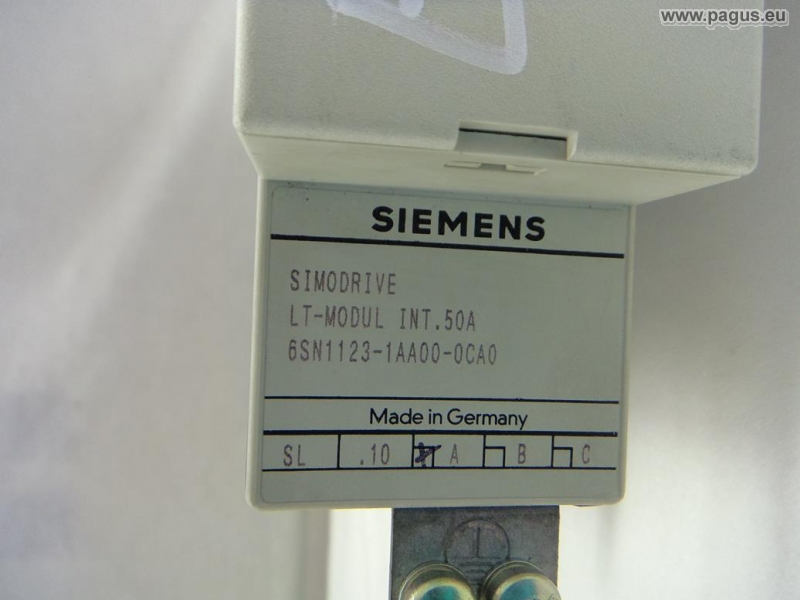 www.pagus.eu
SIEMENS
SIMODRIVE
LT-MODUL INT.50A
6SN1123-1AA00-0CA0
Made in Germany
SL .10 A B C